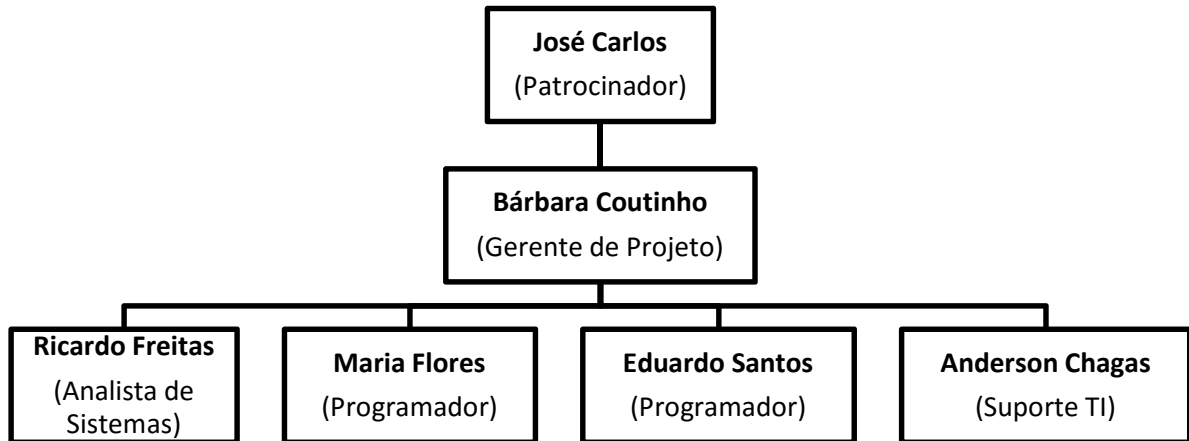 José Carlos
(Patrocinador)
Bárbara Coutinho
(Gerente de Projeto)
Ricardo Freitas
(Analista de
Sistemas)
Maria Flores
(Programador)
Eduardo Santos
(Programador)
Anderson Chagas
(Suporte TI)